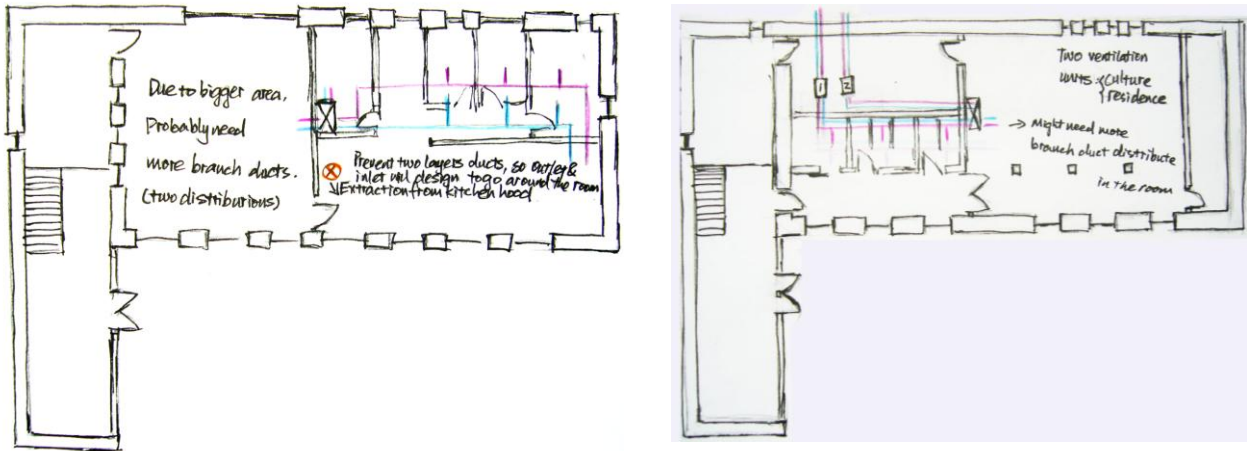 Due to bigger area,
Probably need
more branch ducts.
(two distributions)
Prevent two layers ducts, so outlet &
inlet will design to go around the room
↓Extraction from kitchen hood
1 2
Two ventilation
units: { culture
{ residence
→ Might need more
branch duct distribute
in the room